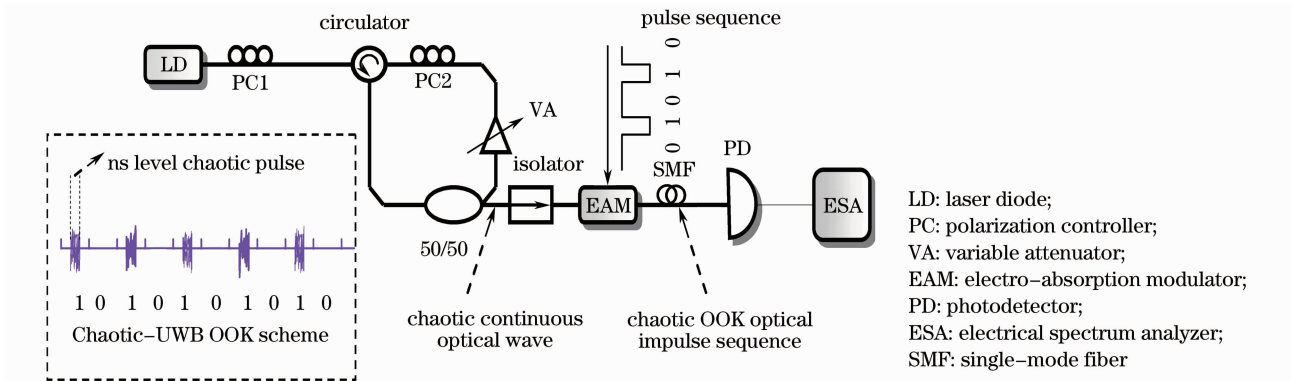 circulator
pulse sequence
LD
PC1
PC2
VA
0 1 0 1 0
isolator
SMF
PD
EAM
ESA
50/50
ns level chaotic pulse
1 0 1 0 1 0 1 0 1 0
Chaotic-UWB OOK scheme
chaotic continuous
optical wave
chaotic OOK optical
impulse sequence
LD: laser diode;
PC: polarization controller;
VA: variable attenuator;
EAM: electro-absorption modulator;
PD: photodetector;
ESA: electrical spectrum analyzer;
SMF: single-mode fiber